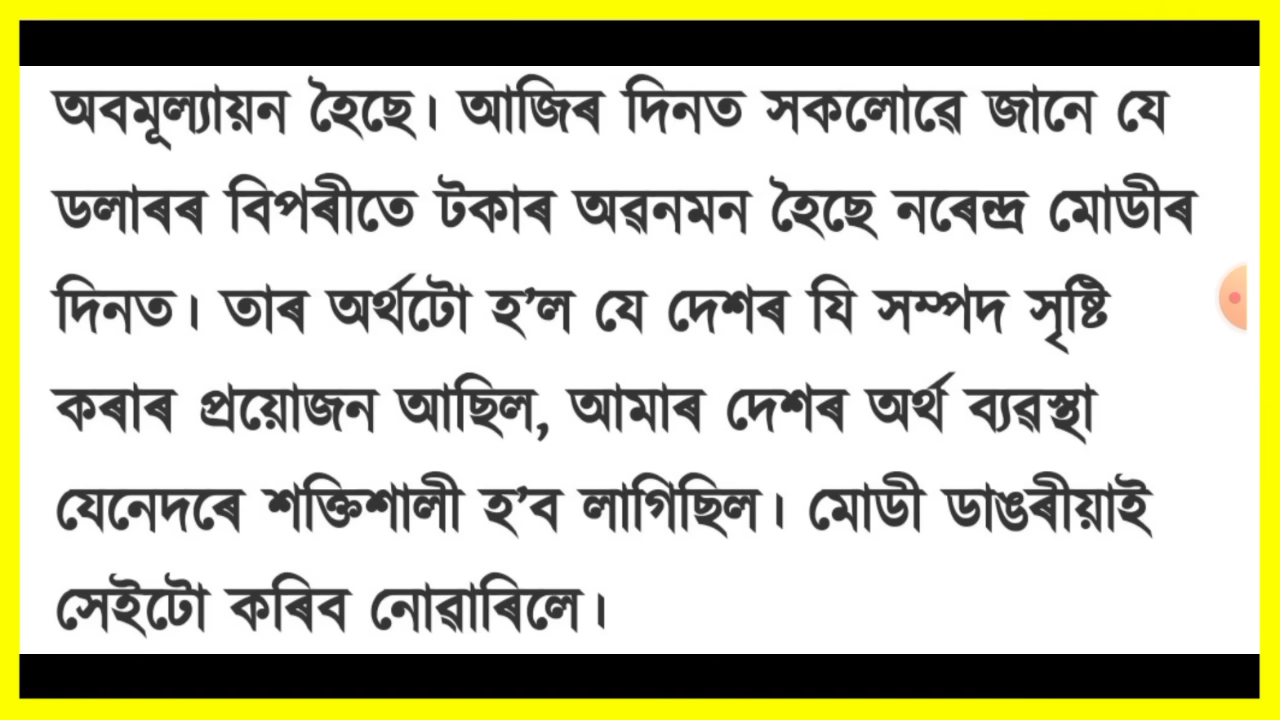 অবমূল্যায়ন হৈছে। আজিৰ দিনত সকলোৱে জানে যে
ডলাৰৰ বিপৰীতে টকাৰ অৱনমন হৈছে নৰেন্দ্ৰ মোডীৰ
দিনত। তাৰ অৰ্থটো হ’ল যে দেশৰ যি সম্পদ সৃষ্টি
কৰাৰ প্ৰয়োজন আছিল, আমাৰ দেশৰ অৰ্থ ব্যৱস্থা
যেনেদৰে শক্তিশালী হ’ব লাগিছিল। মোডী ডাঙৰীয়াই
সেইটো কৰিব নোৱাৰিলে।